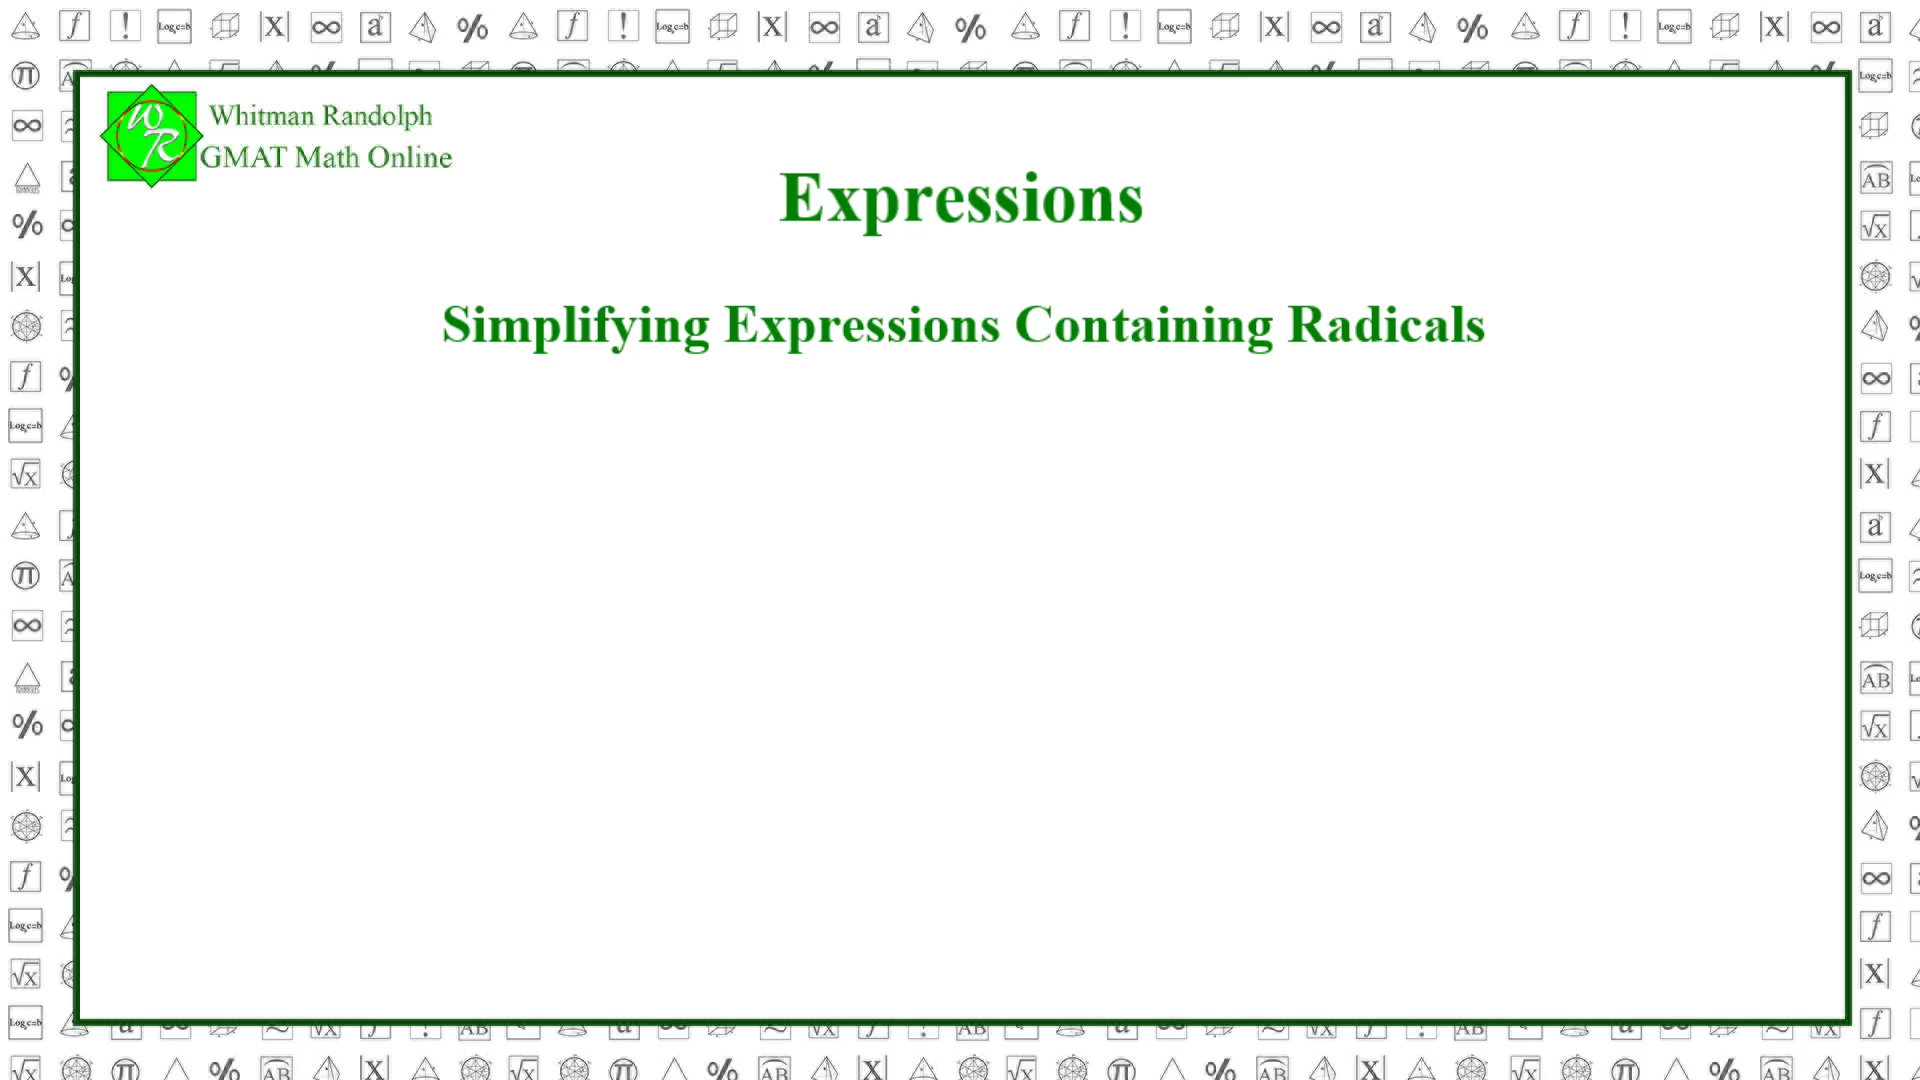 Whitman Randolph
GMAT Math Online
Expressions
Simplifying Expressions Containing Radicals